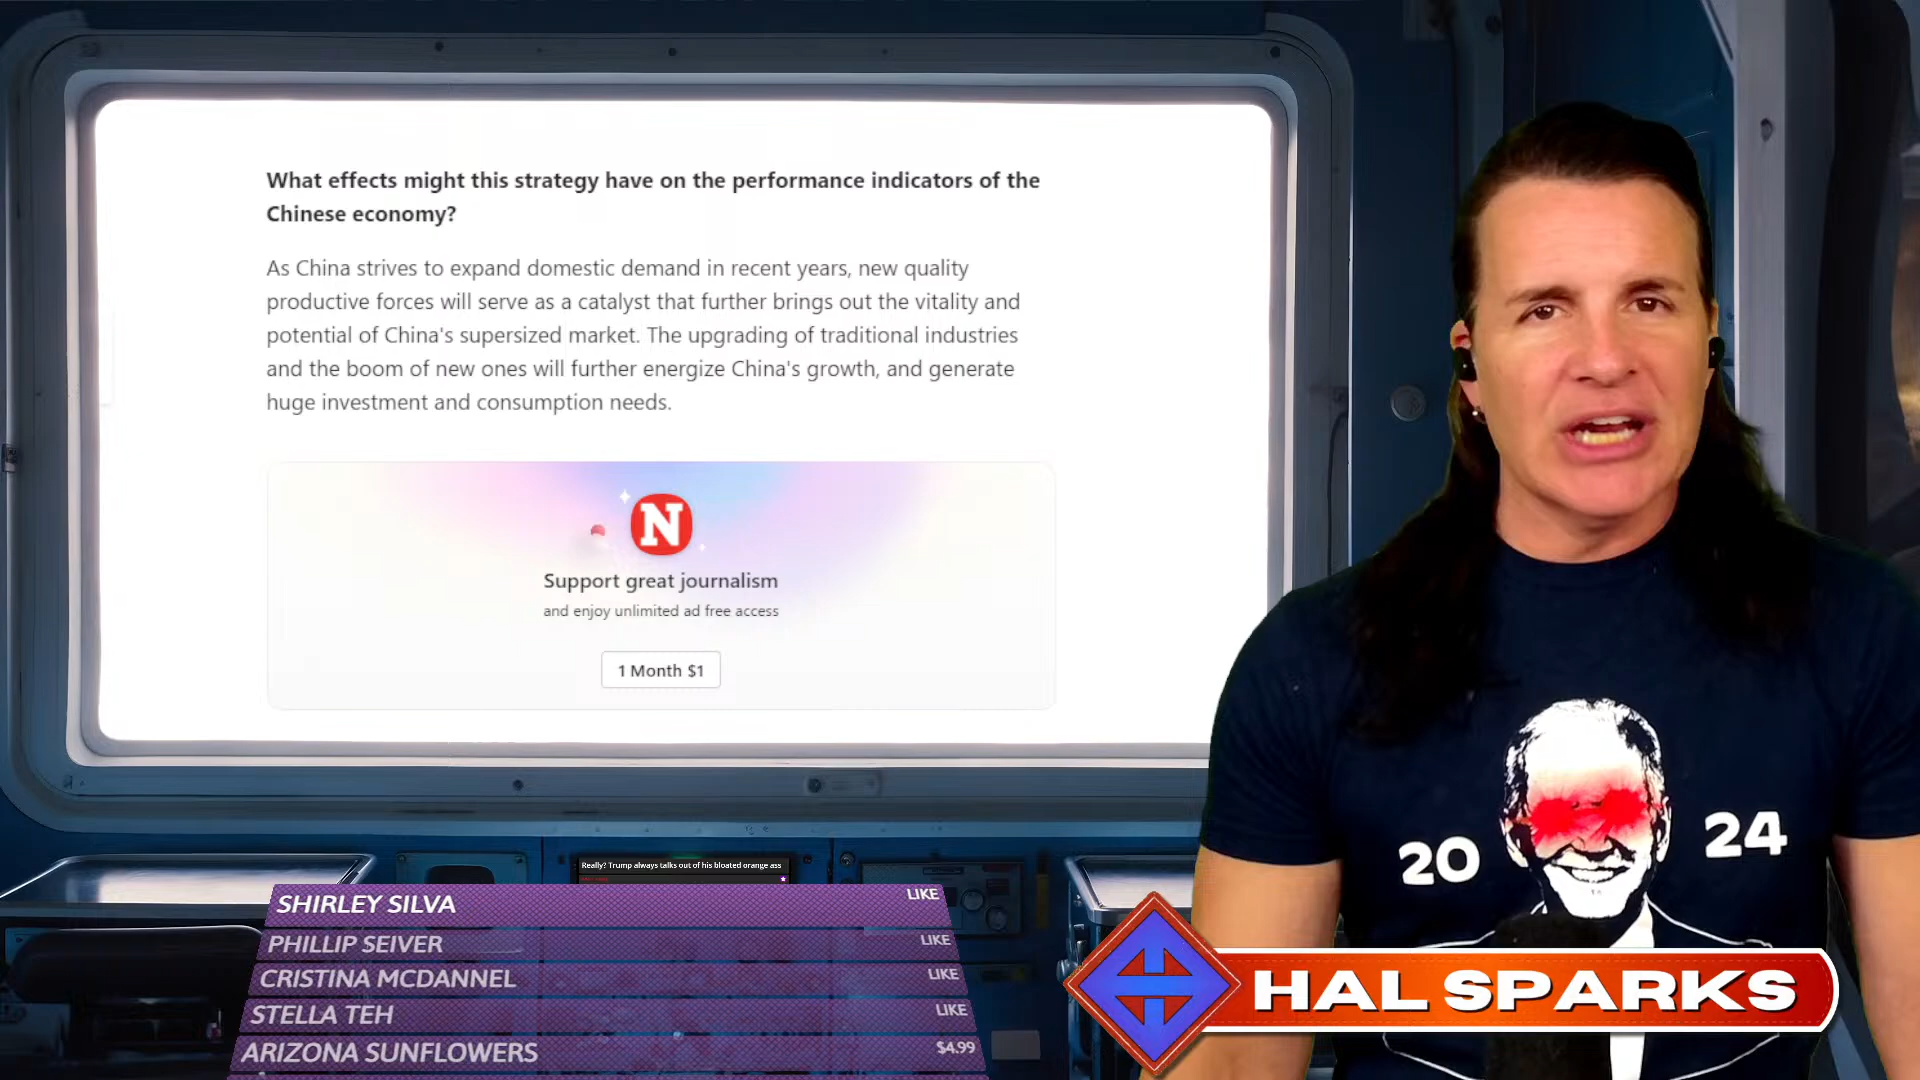 What effects might this strategy have on the performance indicators of the
Chinese economy?
As China strives to expand domestic demand in recent years, new quality
productive forces will serve as a catalyst that further brings out the vitality and
potential of China's supersized market. The upgrading of traditional industries
and the boom of new ones will further energize China's growth, and generate
huge investment and consumption needs.
N
Support great journalism
and enjoy unlimited ad free access
1 Month $1
Really? Trump always talks out of his bloated orange ass
SHIRLEY SILVA LIKE
PHILLIP SEIVER LIKE
CRISTINA MCDANNEL LIKE
STELLA TEH LIKE
ARIZONA SUNFLOWERS $4.99
20 24
HAL SPARKS